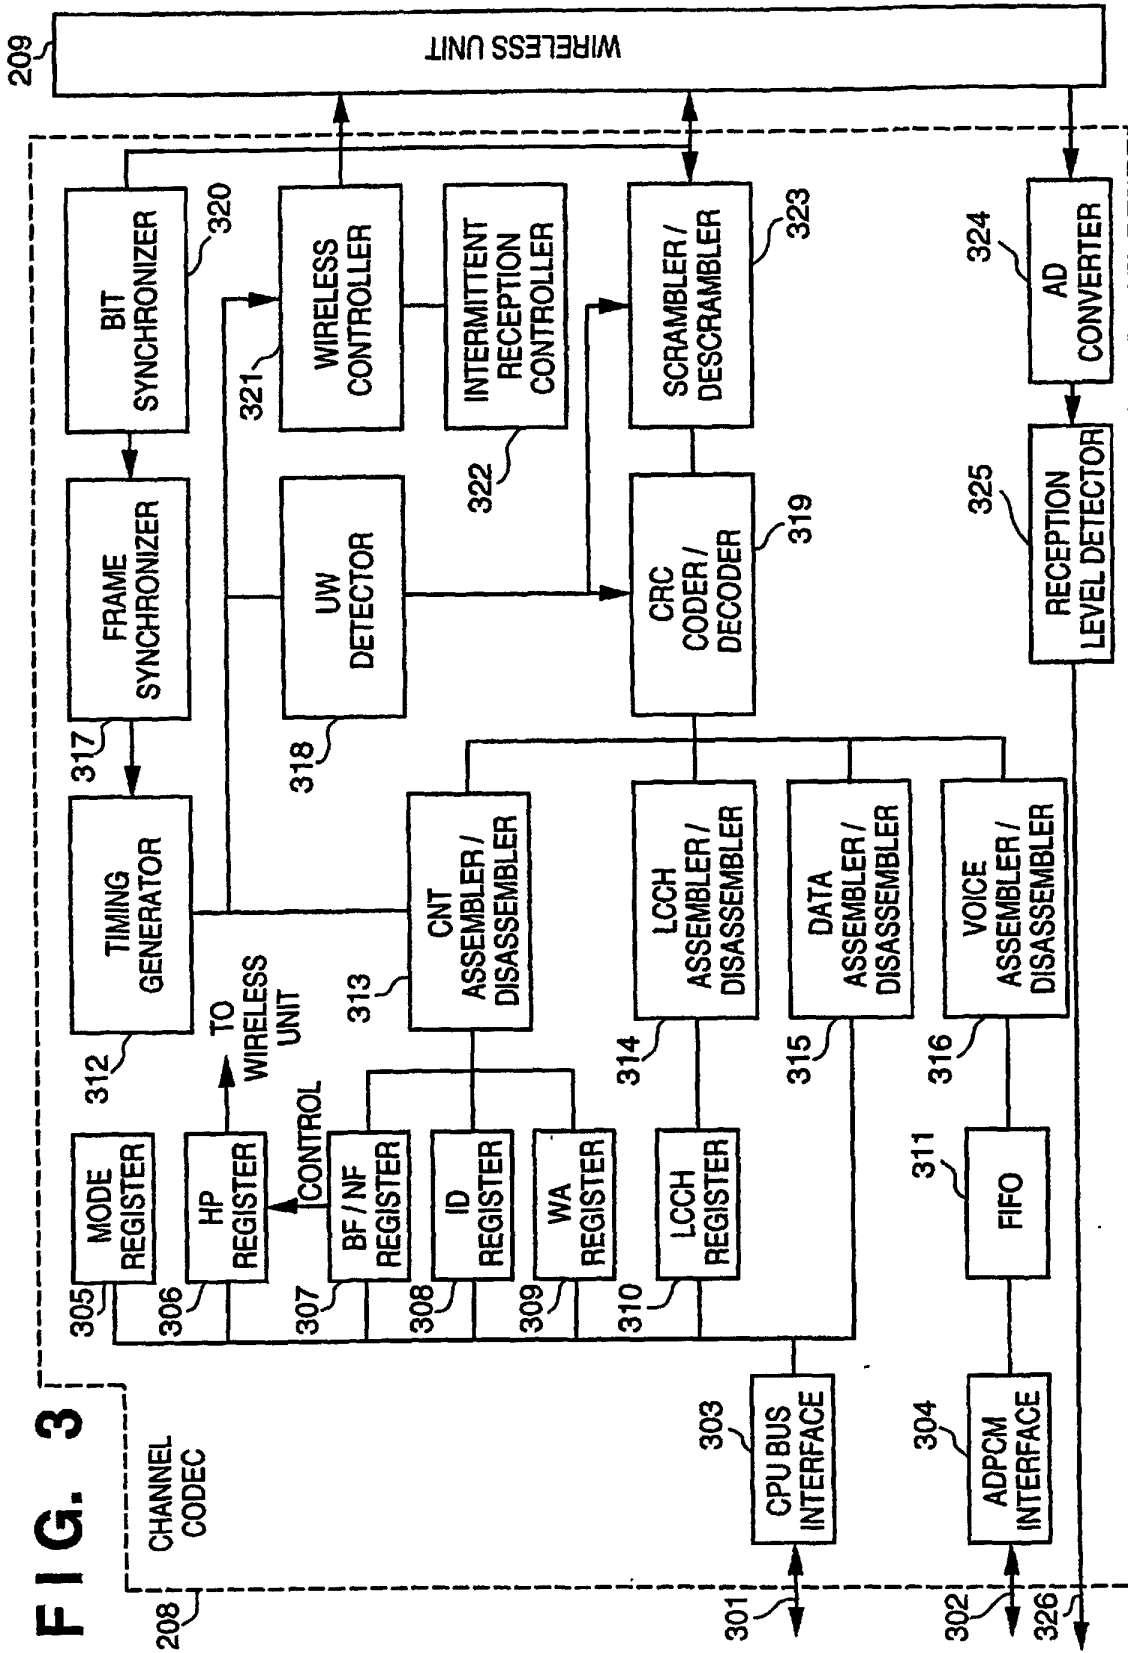 FIG. 3
208
CHANNEL
CODEC
301
303
CPU BUS
INTERFACE
302
304
ADPCM
INTERFACE
326
305
MODE
REGISTER
306
HP
REGISTER
TO
WIRELESS
UNIT
CONTROL
307
BF / NF
REGISTER
308
ID
REGISTER
309
WA
REGISTER
310
LCCH
REGISTER
311
FIFO
312
TIMING
GENERATOR
313
CNT
ASSEMBLER /
DISASSEMBLER
314
LCCH
ASSEMBLER /
DISASSEMBLER
315
DATA
ASSEMBLER /
DISASSEMBLER
316
VOICE
ASSEMBLER /
DISASSEMBLER
317
FRAME
SYNCHRONIZER
318
UW
DETECTOR
319
CRC
CODER /
DECODER
320
BIT
SYNCHRONIZER
321
WIRELESS
CONTROLLER
322
INTERMITTENT
RECEPTION
CONTROLLER
323
SCRAMBLER /
DESCRAMBLER
324
AD
CONVERTER
325
RECEPTION
LEVEL DETECTOR
209
WIRELESS UNIT